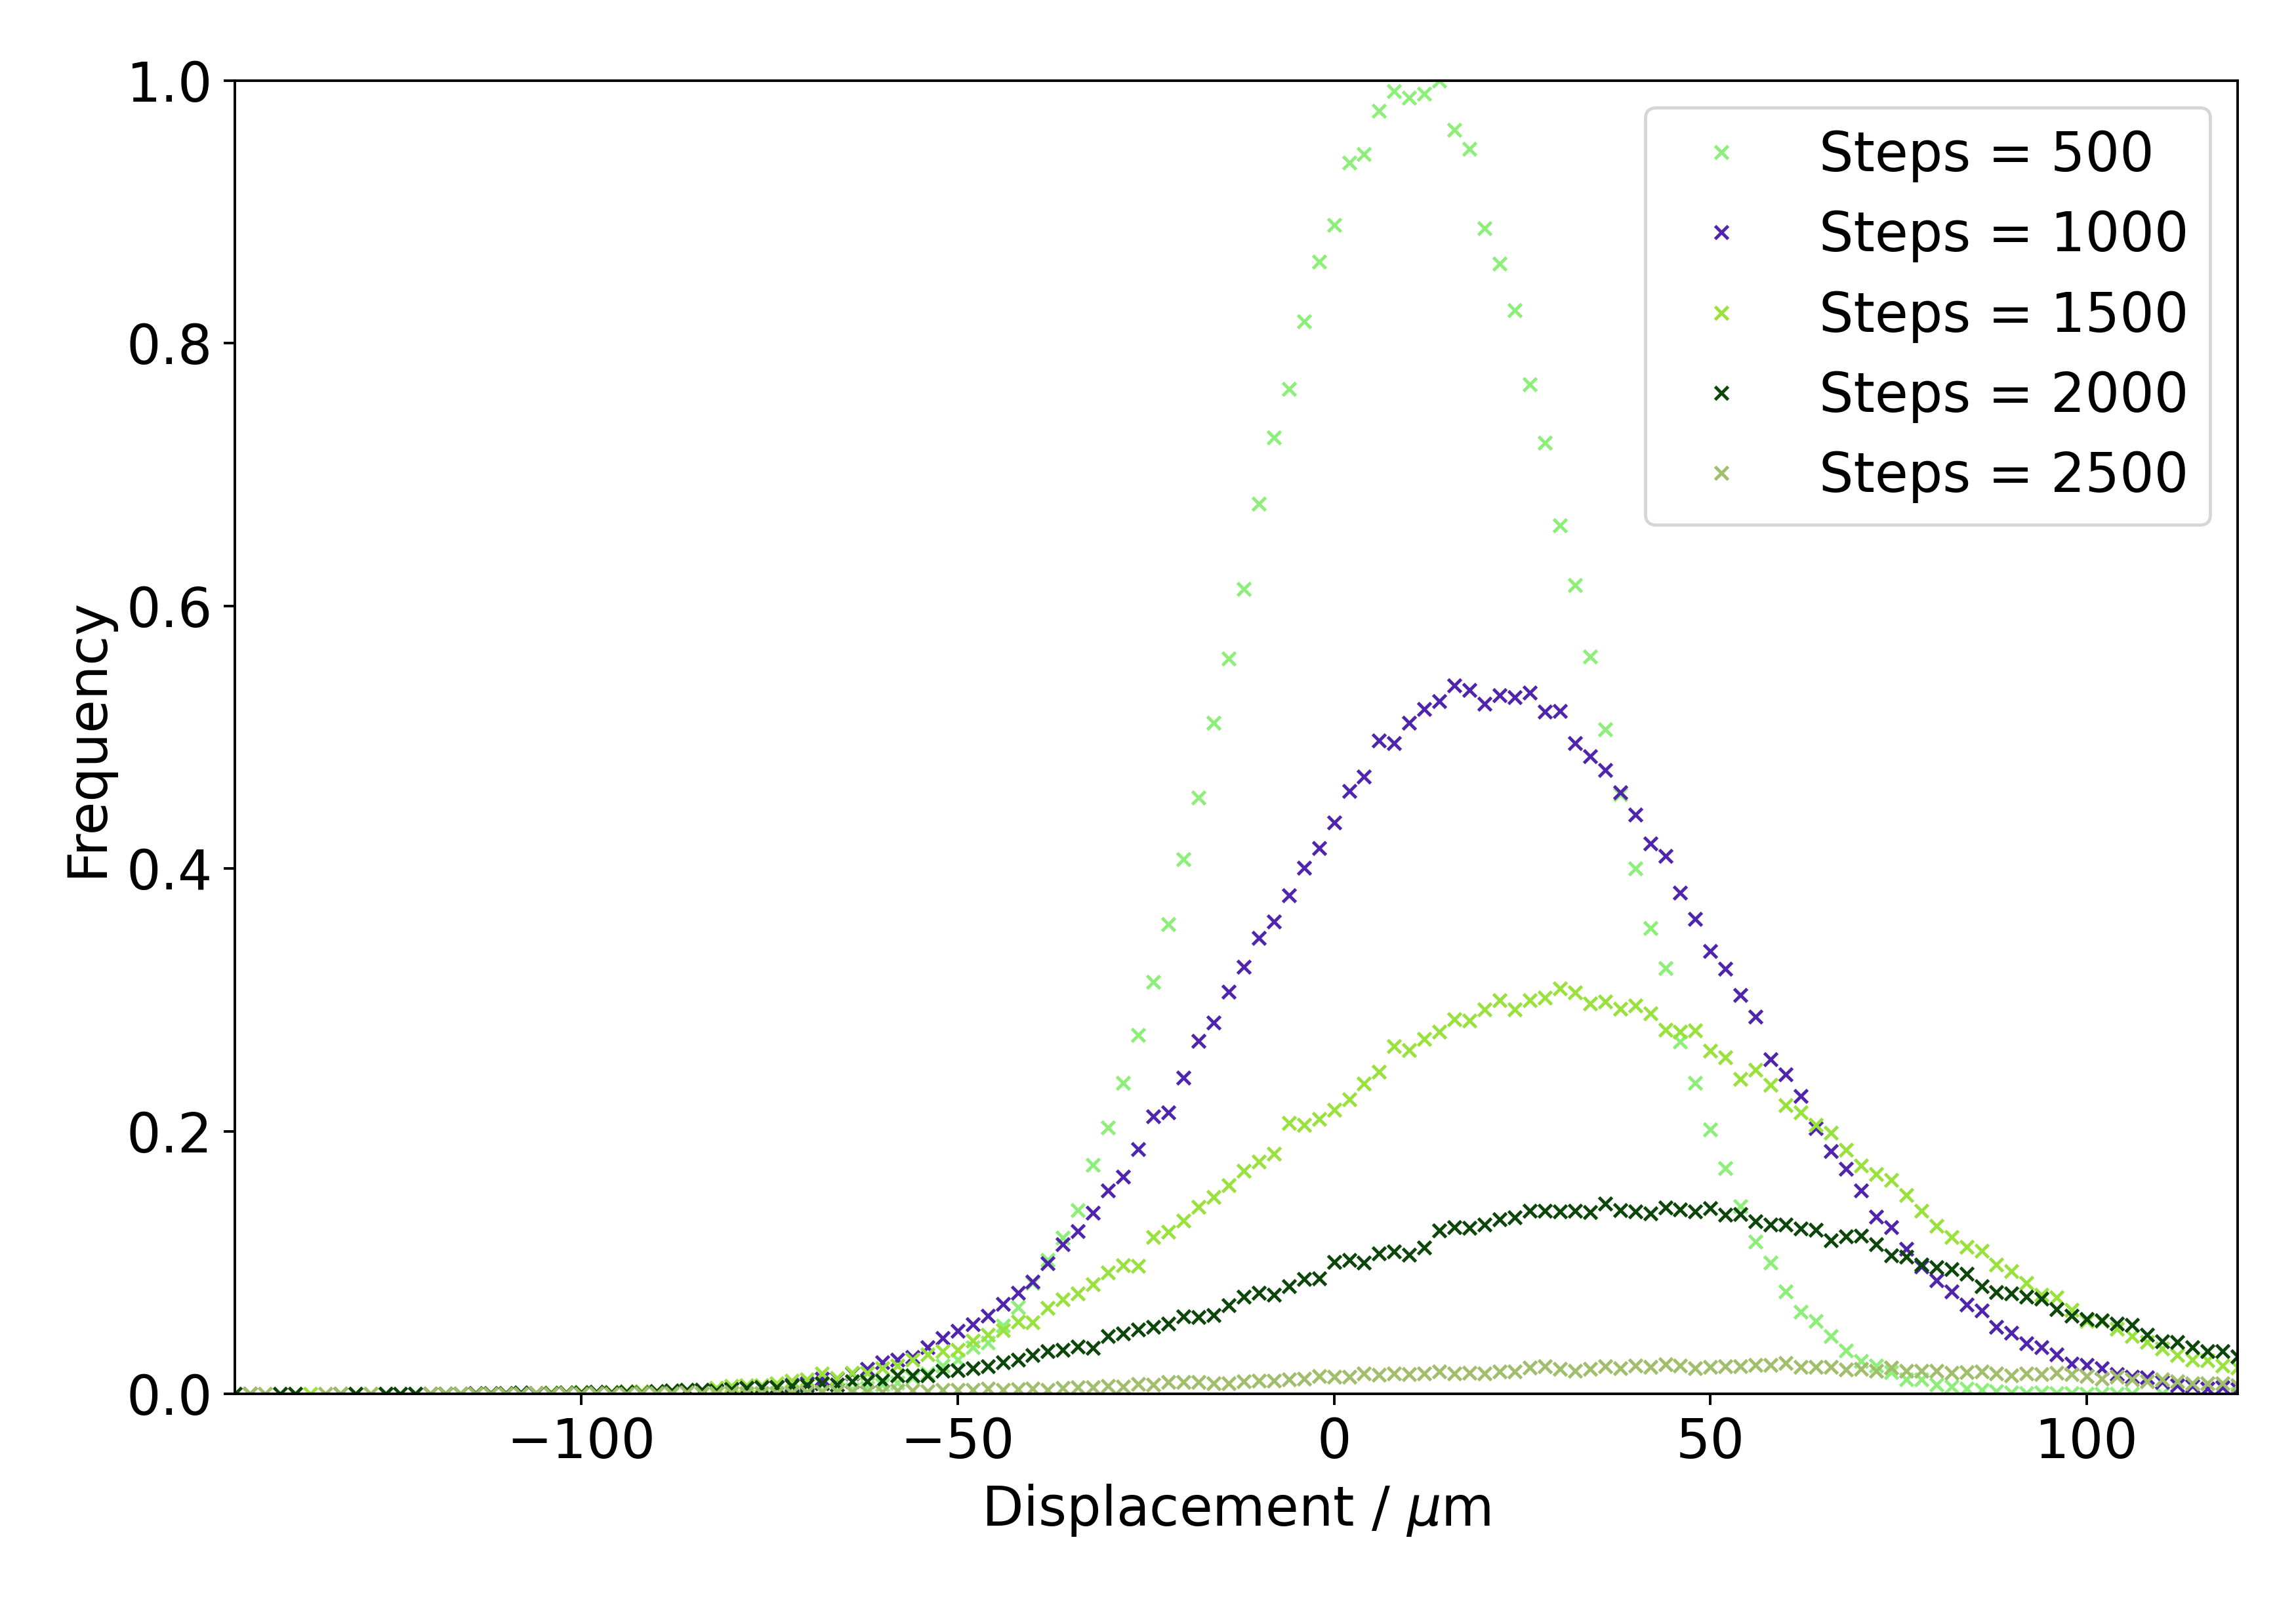 1.0
0.8
0.6
0.4
0.2
0.0
Frequency
−100
−50
0
50
100
Displacement / μm
Steps = 500
Steps = 1000
Steps = 1500
Steps = 2000
Steps = 2500